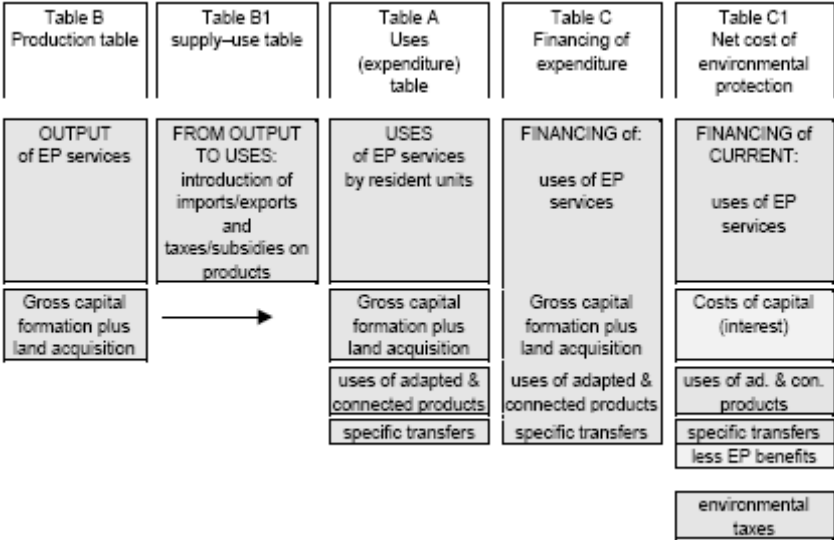 Table B
Production table
Table B1
supply–use table
Table A
Uses
(expenditure)
table
Table C
Financing of
expenditure
Table C1
Net cost of
environmental
protection
OUTPUT
of EP services
FROM OUTPUT
TO USES:
introduction of
imports/exports
and
taxes/subsidies on
products
USES
of EP services
by resident units
FINANCING of:
uses of EP
services
FINANCING of
CURRENT:
uses of EP
services
Gross capital
formation plus
land acquisition
Gross capital
formation plus
land acquisition
Gross capital
formation plus
land acquisition
Costs of capital
(interest)
uses of adapted &
connected products
uses of adapted &
connected products
uses of ad. & con.
products
specific transfers
specific transfers
specific transfers
less EP benefits
environmental
taxes